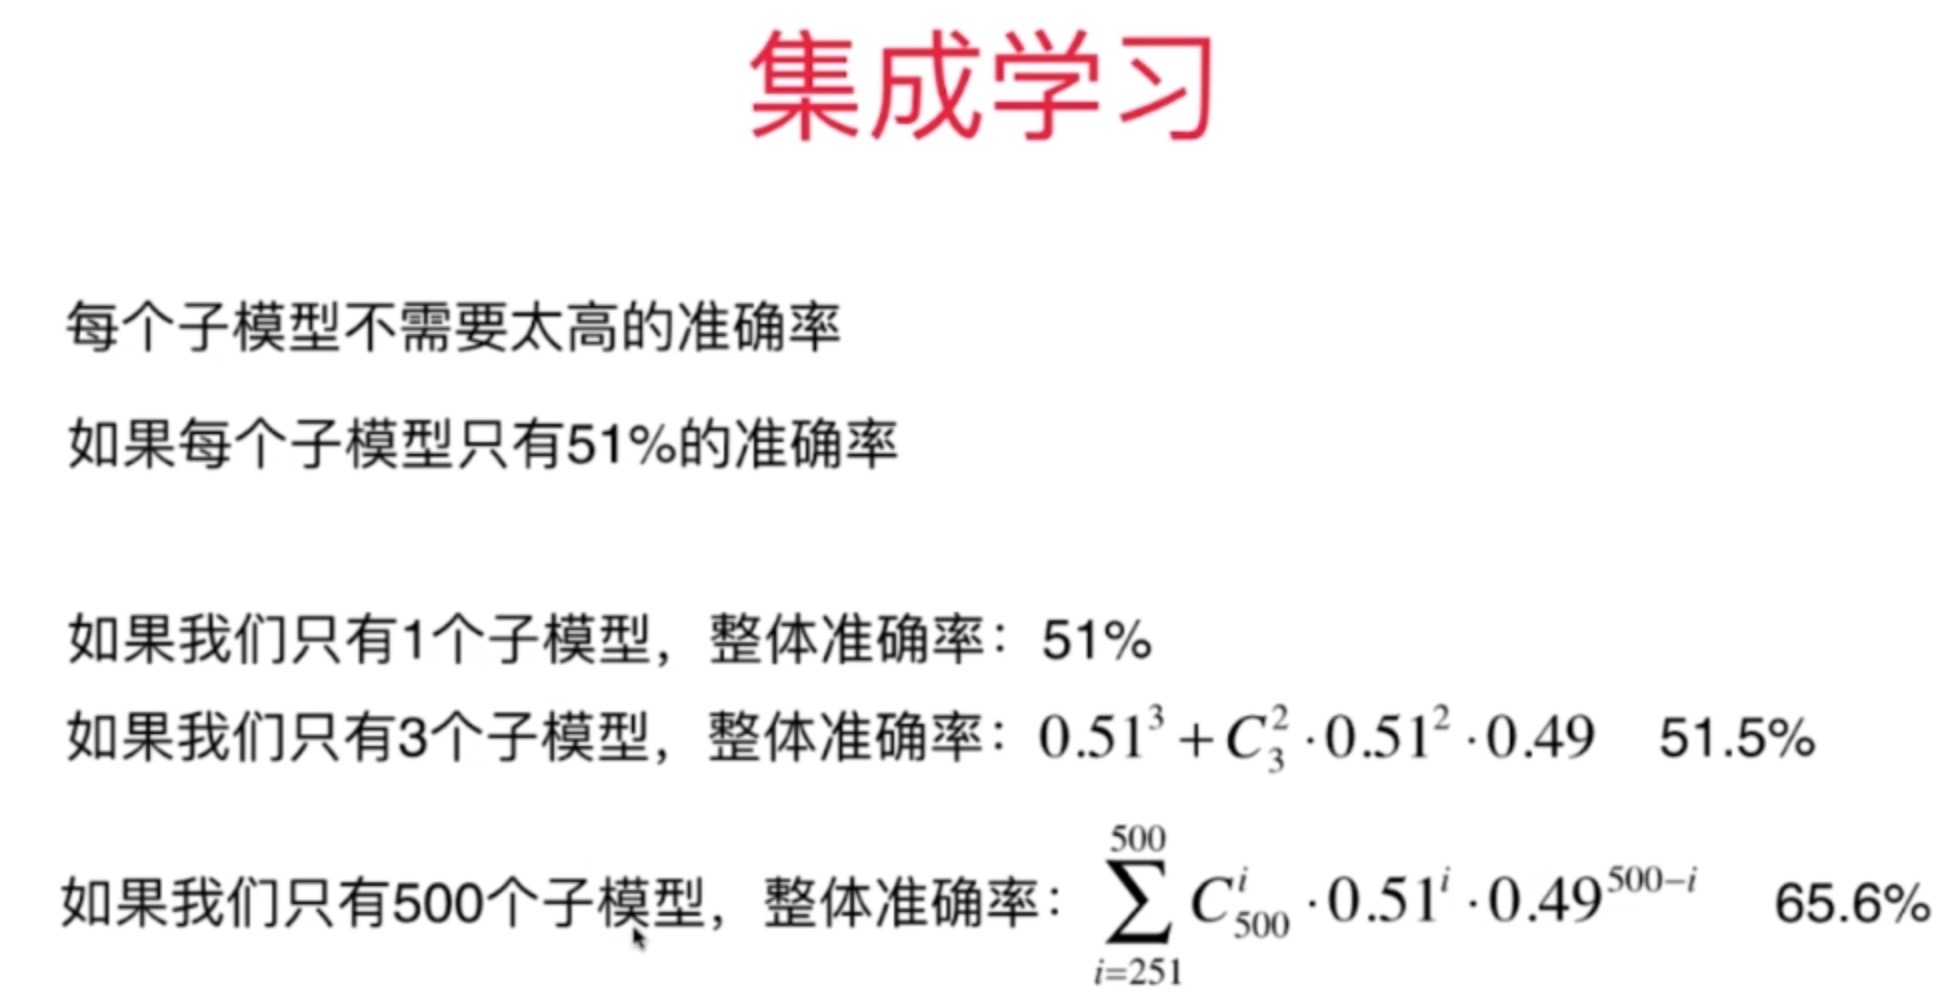 集成学习
每个子模型不需要太高的准确率
如果每个子模型只有51%的准确率
如果我们只有1个子模型，整体准确率：51%
如果我们只有3个子模型，整体准确率：$0.51^3 + C_3^2 \cdot 0.51^2 \cdot 0.49$ 51.5%
如果我们只有500个子模型，整体准确率：$\sum_{i=251}^{500} C_{500}^i \cdot 0.51^i \cdot 0.49^{500-i}$ 65.6%